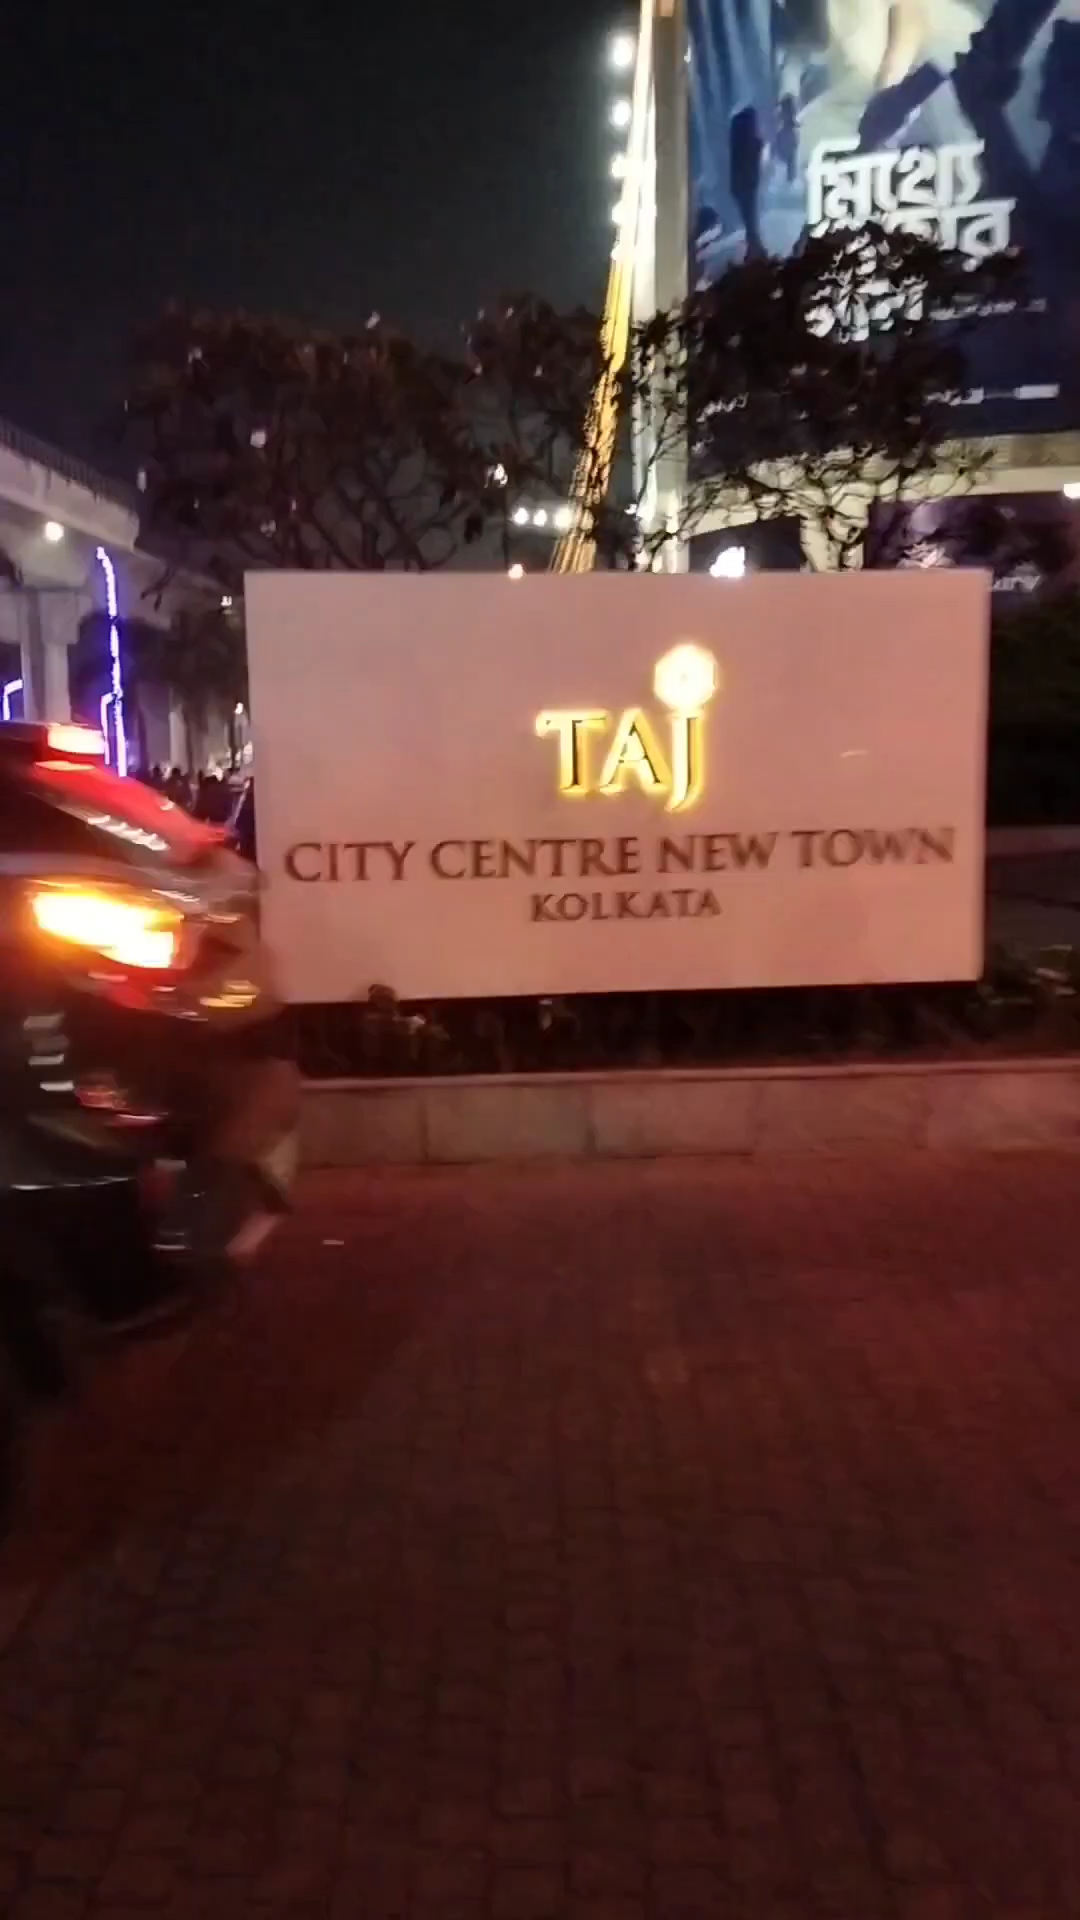 মিথ্যে
TAJ
CITY CENTRE NEW TOWN
KOLKATA